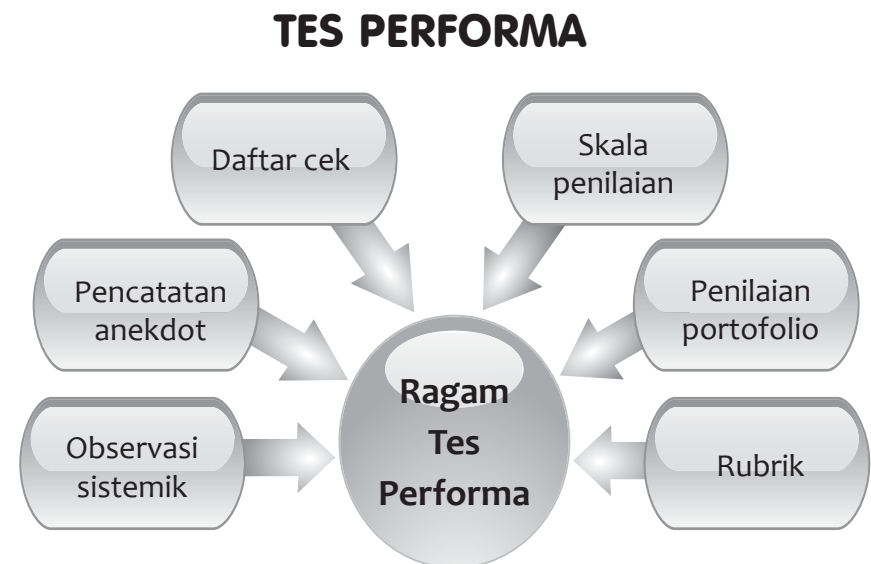 TES PERFORMA
Daftar cek
Skala
penilaian
Pencatatan
anekdot
Penilaian
portofolio
Observasi
sistemik
Ragam
Tes
Performa
Rubrik